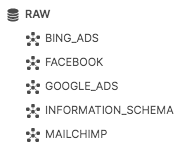 RAW
BING_ADS
FACEBOOK
GOOGLE_ADS
INFORMATION_SCHEMA
MAILCHIMP